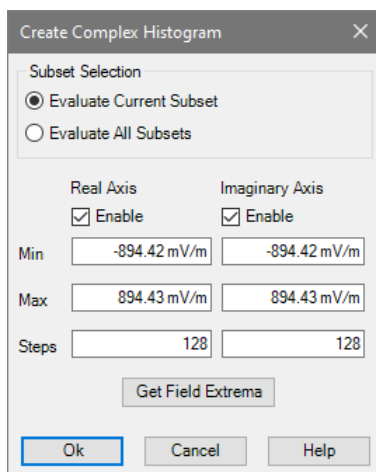 Create Complex Histogram
Subset Selection
Evaluate Current Subset
Evaluate All Subsets
Real Axis Imaginary Axis
Enable Enable
Min -894.42 mV/m -894.42 mV/m
Max 894.43 mV/m 894.43 mV/m
Steps 128 128
Get Field Extrema
Ok Cancel Help